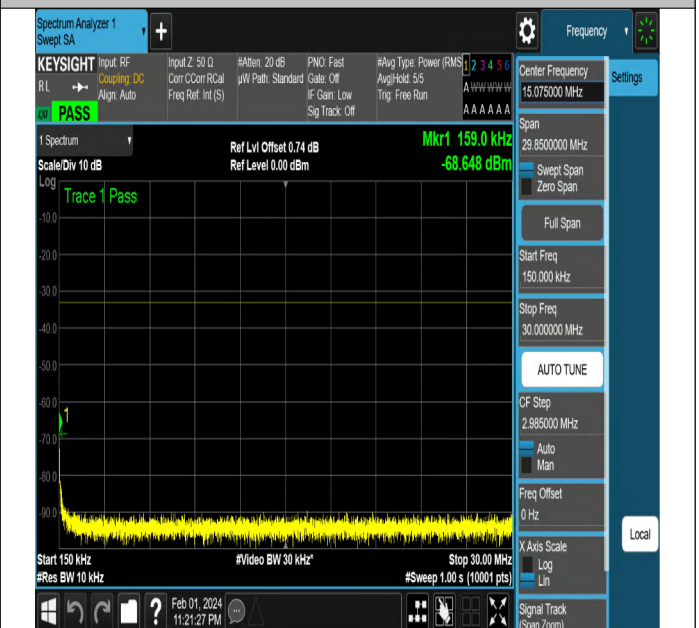 Spectrum Analyzer 1
Swept SA
Frequency
KEYSIGHT
Input: RF
Coupling: DC
Align: Auto
Input Z: 50 Ω
Corr CCorr RCal
Freq Ref: Int (S)
#Atten: 20 dB
µW Path: Standard
PNO: Fast
Gate: Off
IF Gain: Low
Sig Track: Off
#Avg Type: Power (RMS
Avg|Hold: 5/5
Trig: Free Run
1 2 3 4 5 6
A W W W W W
A A A A A A
RL
LXI
PASS
1 Spectrum
Scale/Div 10 dB
Ref Lvl Offset 0.74 dB
Ref Level 0.00 dBm
Mkr1 159.0 kHz
-68.648 dBm
Log
Trace 1 Pass
-10.0
-20.0
-30.0
-40.0
-50.0
-60.0
1
-70.0
-80.0
-90.0
Start 150 kHz
#Video BW 30 kHz*
Stop 30.00 MHz
#Res BW 10 kHz
#Sweep 1.00 s (10001 pts)
Feb 01, 2024
11:21:27 PM
Center Frequency
15.075000 MHz
Settings
Span
29.8500000 MHz
Swept Span
Zero Span
Full Span
Start Freq
150.000 kHz
Stop Freq
30.000000 MHz
AUTO TUNE
CF Step
2.985000 MHz
Auto
Man
Freq Offset
0 Hz
X Axis Scale
Log
Lin
Local
Signal Track
(Span Zoom)